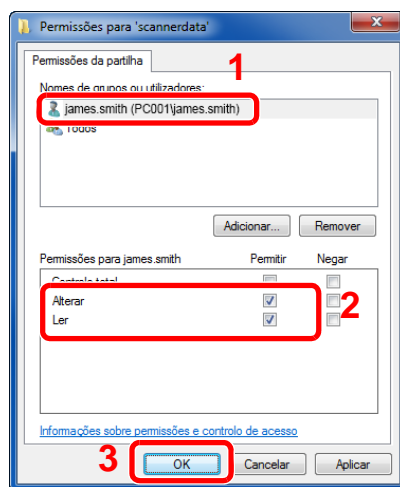 Permissões para 'scannerdata'
Permissões da partilha
1
Nomes de grupos ou utilizadores:
james.smith (PC001\james.smith)
Todos
Adicionar... Remover
Permissões para james.smith Permitir Negar
Controlo total
Alterar
Ler
2
Informações sobre permissões e controlo de acesso
3
OK Cancelar Aplicar